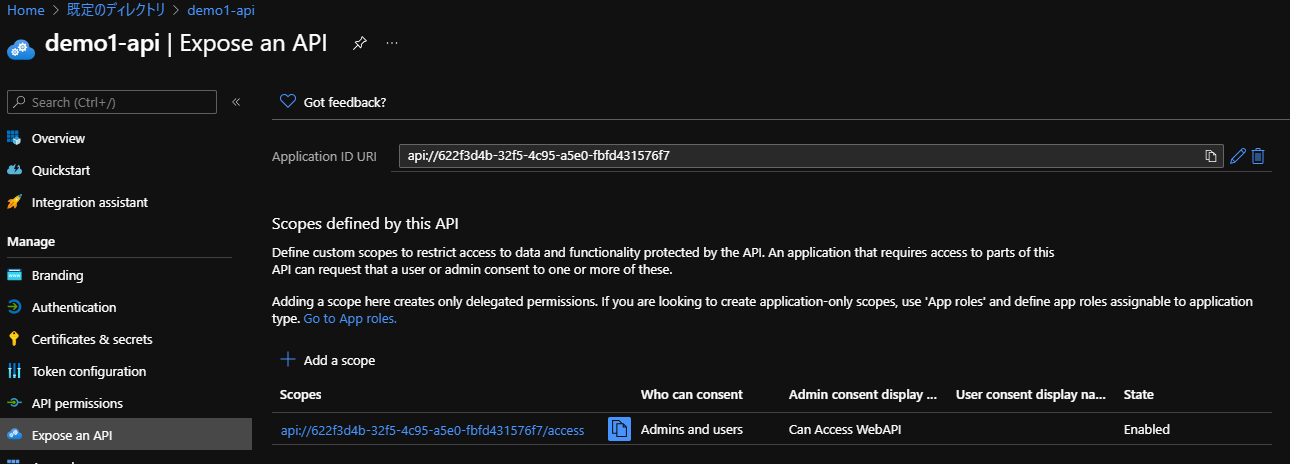 Home > 既定のディレクトリ > demo1-api
demo1-api | Expose an API
Search (Ctrl+/)
Overview
Quickstart
Integration assistant
Manage
Branding
Authentication
Certificates & secrets
Token configuration
API permissions
Expose an API
Got feedback?
Application ID URI
api://622f3d4b-32f5-4c95-a5e0-fbfd431576f7
Scopes defined by this API
Define custom scopes to restrict access to data and functionality protected by the API. An application that requires access to parts of this
API can request that a user or admin consent to one or more of these.
Adding a scope here creates only delegated permissions. If you are looking to create application-only scopes, use 'App roles' and define app roles assignable to application
type. Go to App roles.
Add a scope
Scopes Who can consent Admin consent display ... User consent display na... State
api://622f3d4b-32f5-4c95-a5e0-fbfd431576f7/access Admins and users Can Access WebAPI Enabled